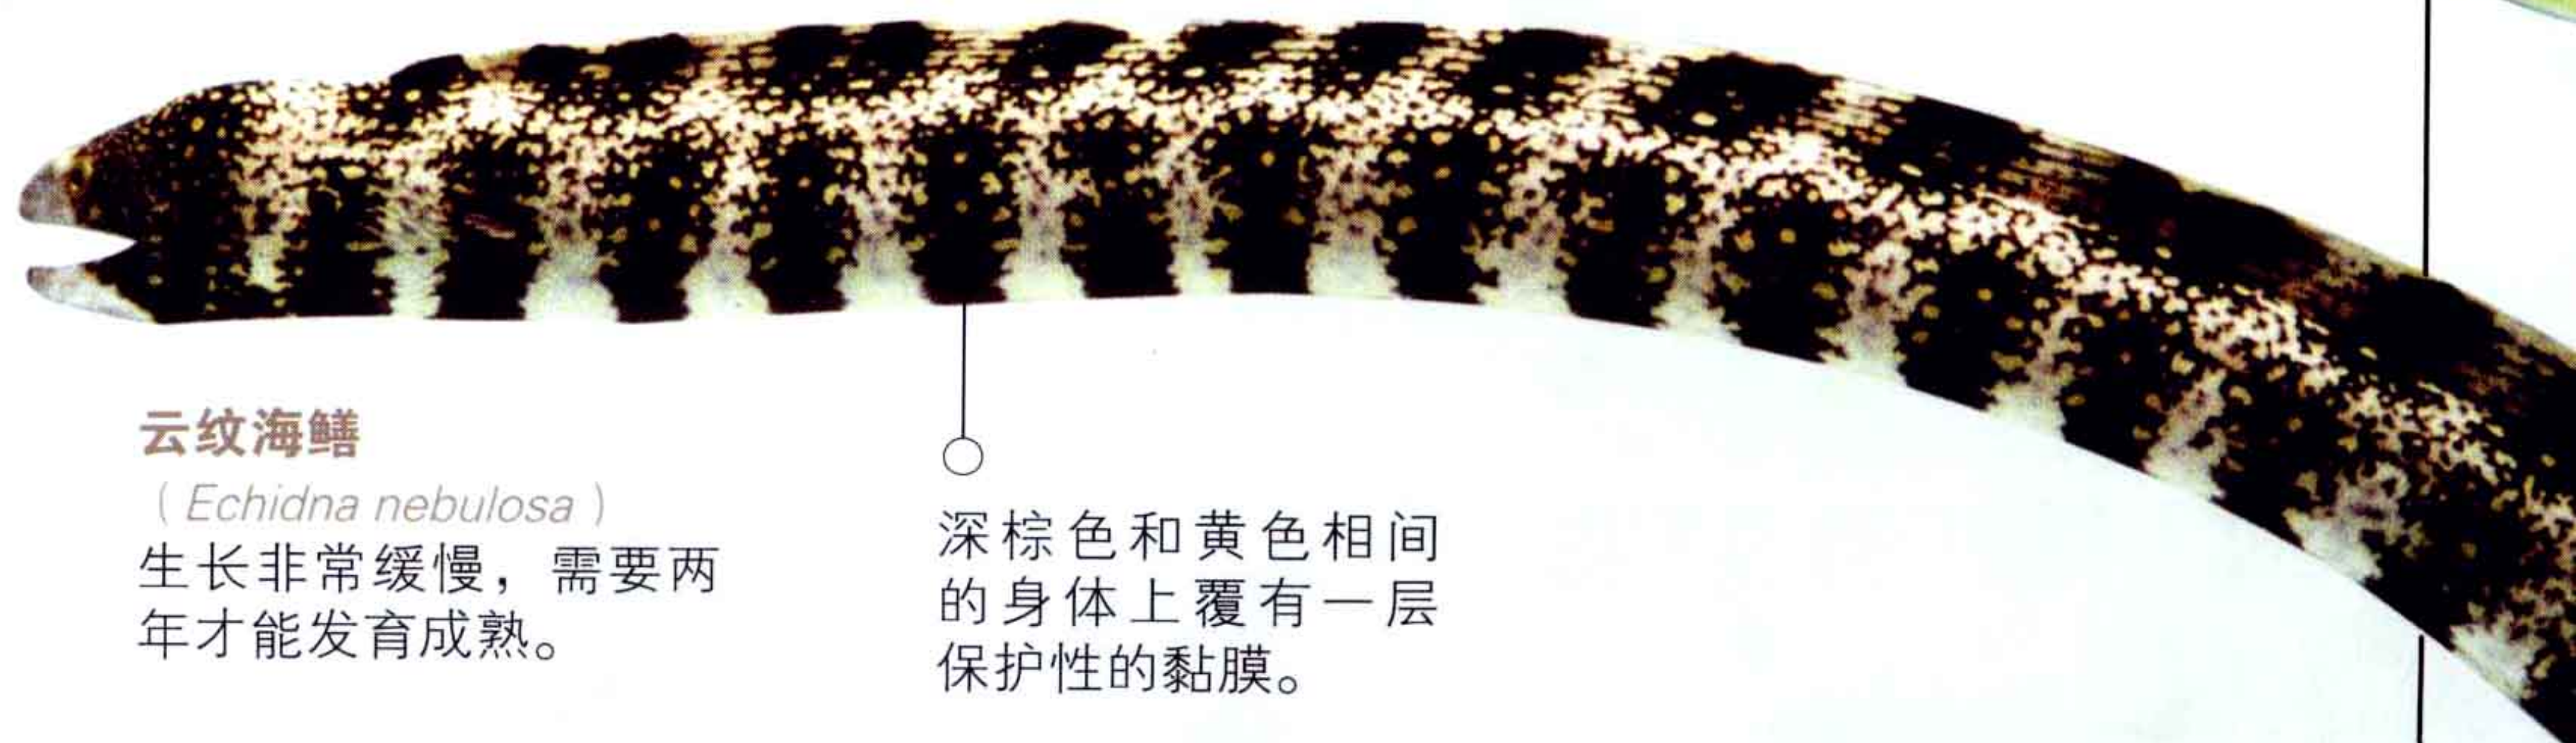 云纹海鳝
（Echidna nebulosa）
生长非常缓慢，需要两
年才能发育成熟。
深棕色和黄色相间
的身体上覆有一层
保护性的黏膜。